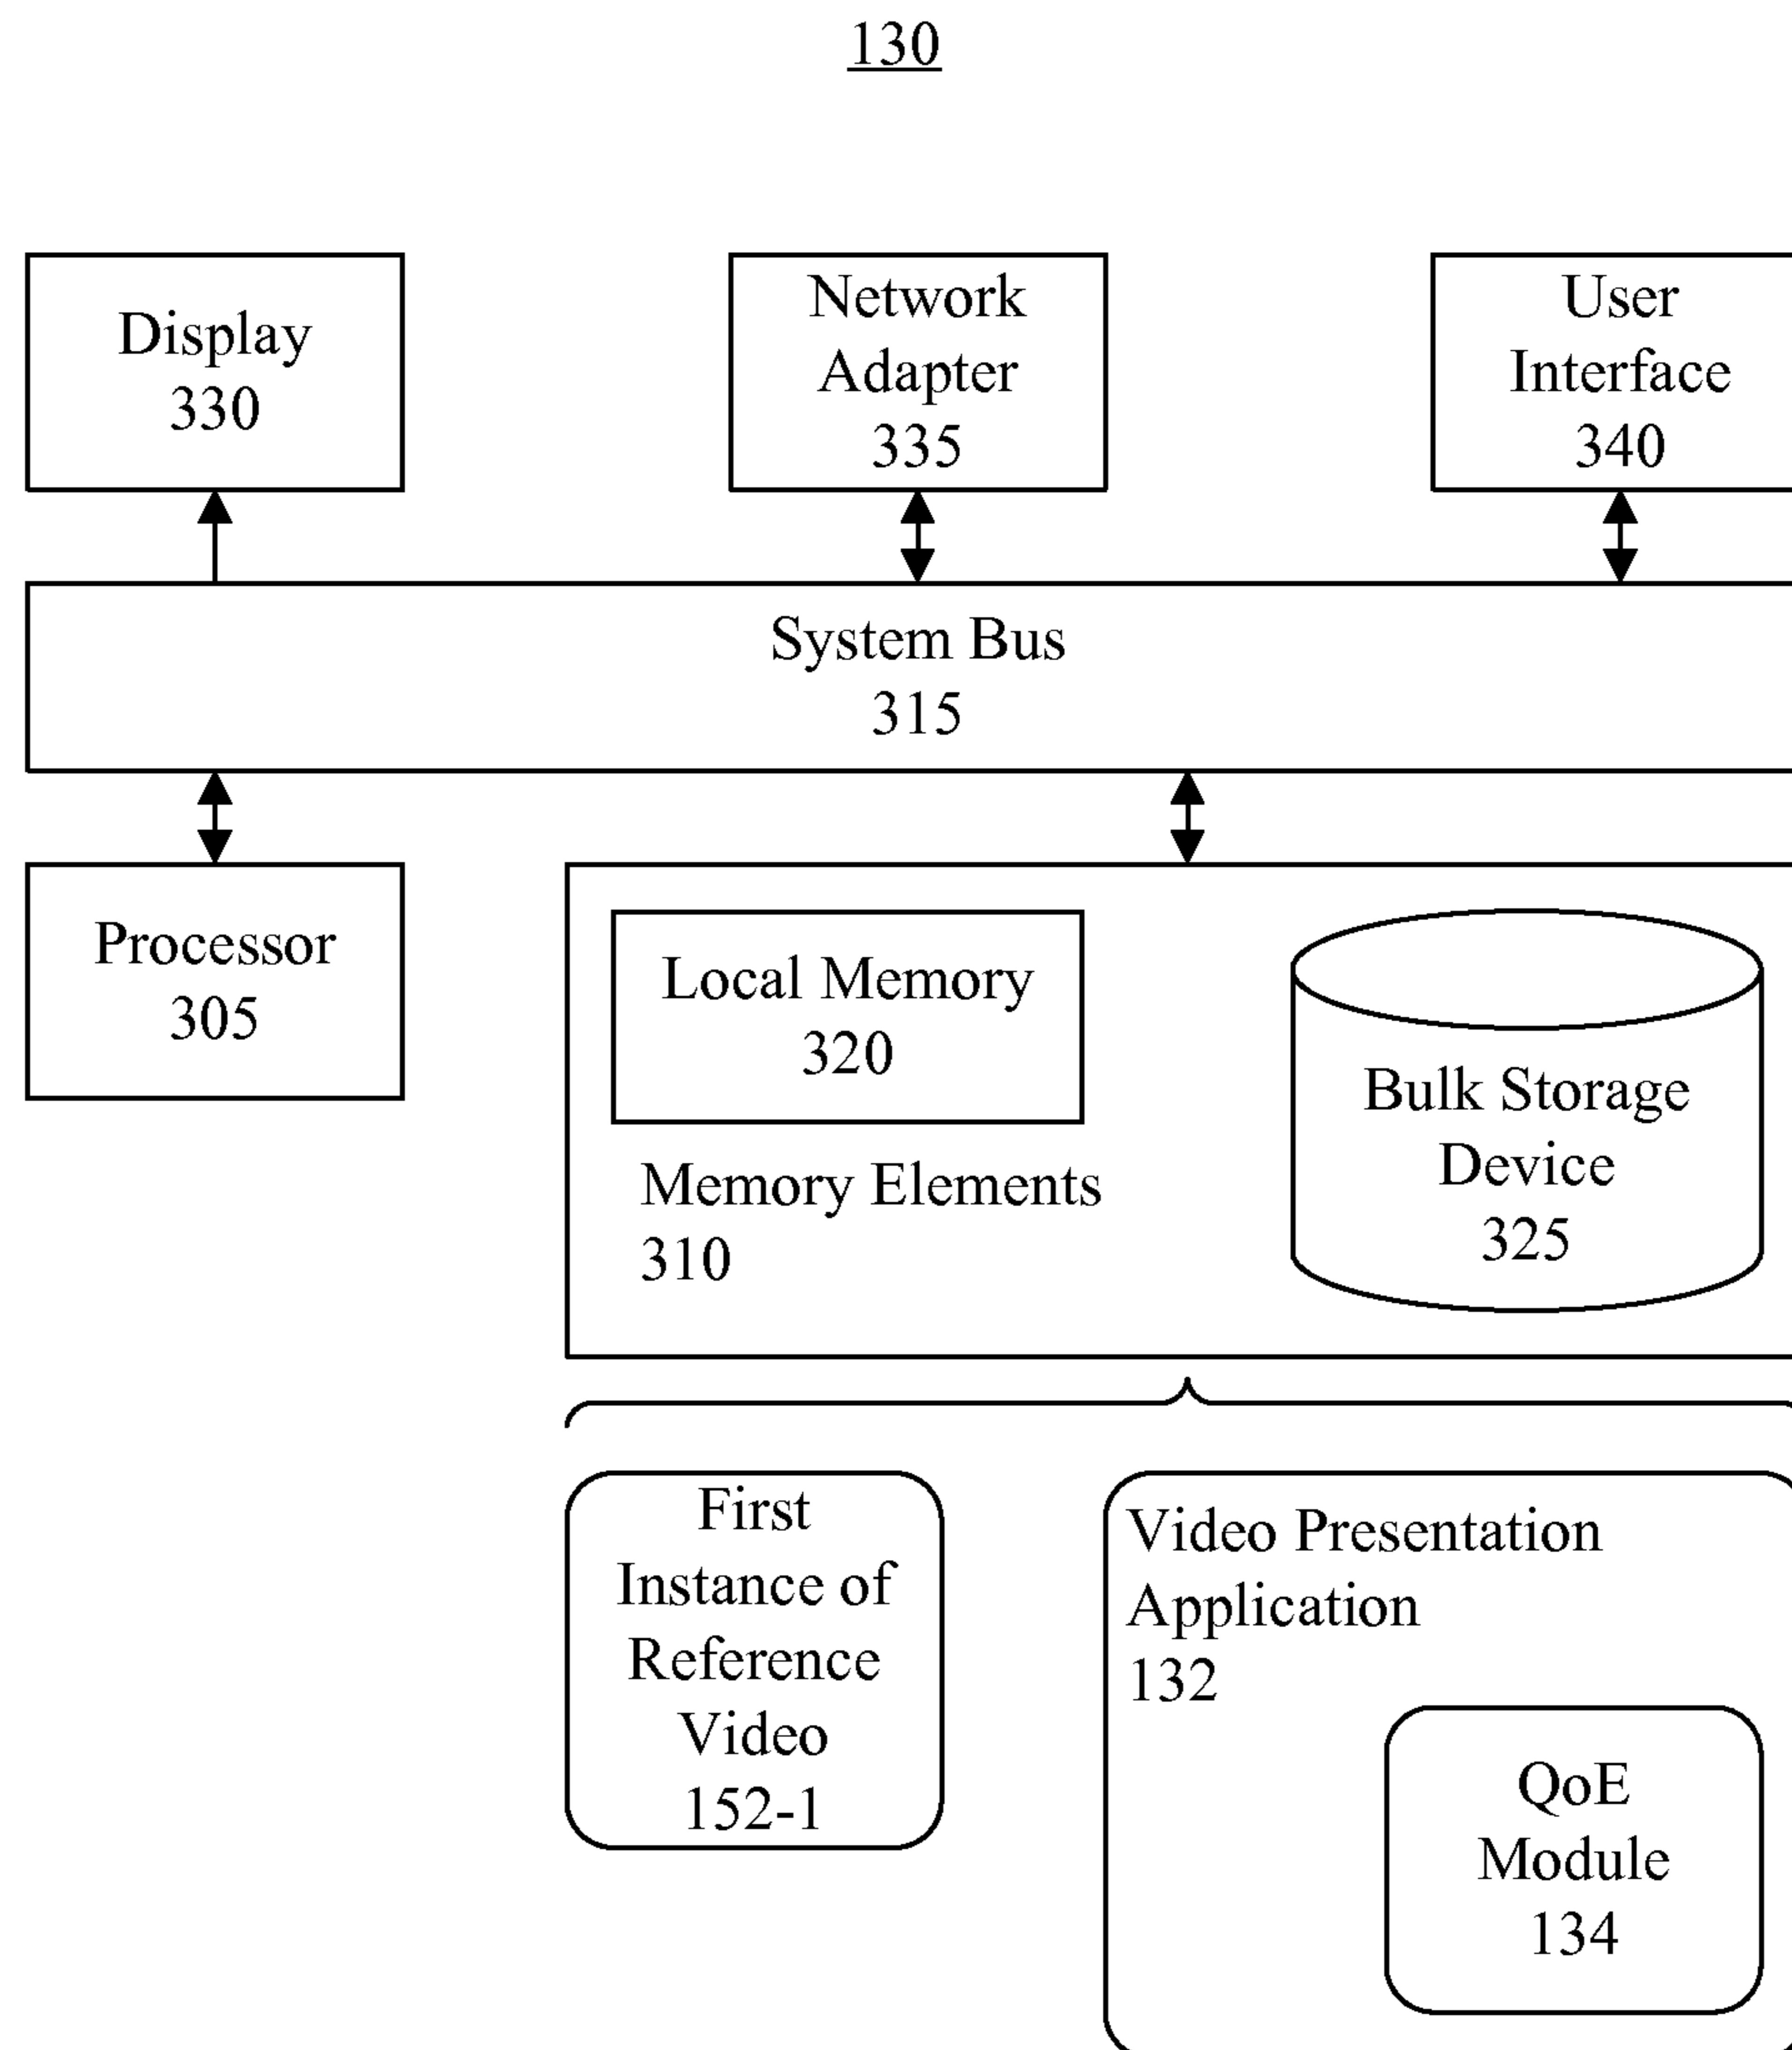 130
Display
330
Network
Adapter
335
User
Interface
340
System Bus
315
Processor
305
Local Memory
320
Memory Elements
310
Bulk Storage
Device
325
First
Instance of
Reference
Video
152-1
Video Presentation
Application
132
QoE
Module
134